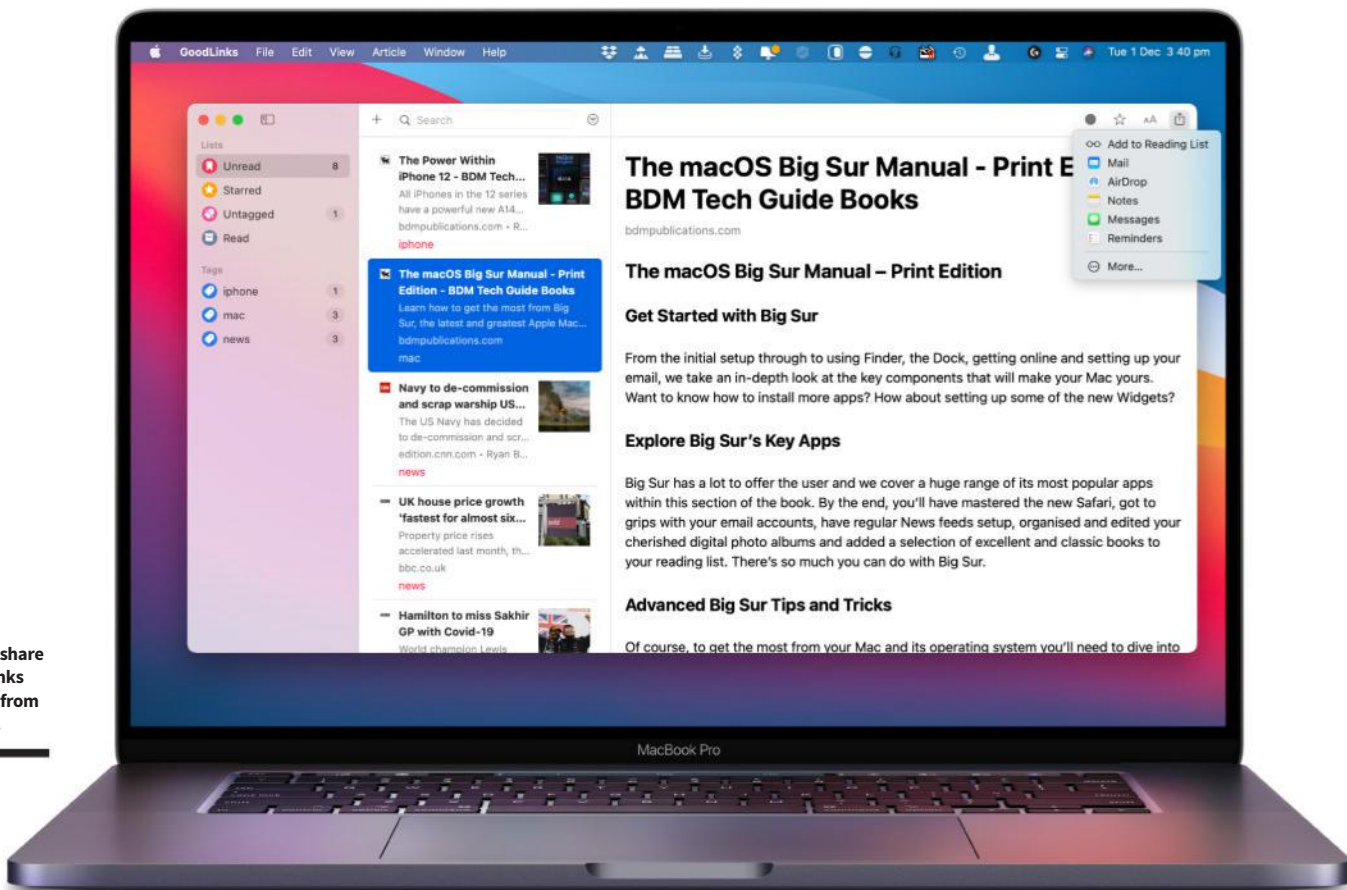 GoodLinks File Edit View Article Window Help
Tue 1 Dec 3 40 pm
Lists
Unread 8
Starred
Untagged 1
Read
Tags
iphone 1
mac 3
news 3
+ Search
The Power Within
iPhone 12 - BDM Tech...
All iPhones in the 12 series
have a powerful new A14...
bdmpublications.com • R...
iphone
The macOS Big Sur Manual - Print
Edition - BDM Tech Guide Books
Learn how to get the most from Big
Sur, the latest and greatest Apple Mac...
bdmpublications.com
mac
Navy to de-commission
and scrap warship US...
The US Navy has decided
to de-commission and scr...
edition.cnn.com • Ryan B...
news
UK house price growth
'fastest for almost six...
Property price rises
accelerated last month, th...
bbc.co.uk
news
Hamilton to miss Sakhir
GP with Covid-19
World champion Lewis
AA
Add to Reading List
Mail
AirDrop
Notes
Messages
Reminders
More...
The macOS Big Sur Manual - Print E
BDM Tech Guide Books
bdmpublications.com
The macOS Big Sur Manual – Print Edition
Get Started with Big Sur
From the initial setup through to using Finder, the Dock, getting online and setting up your
email, we take an in-depth look at the key components that will make your Mac yours.
Want to know how to install more apps? How about setting up some of the new Widgets?
Explore Big Sur's Key Apps
Big Sur has a lot to offer the user and we cover a huge range of its most popular apps
within this section of the book. By the end, you'll have mastered the new Safari, got to
grips with your email accounts, have regular News feeds setup, organised and edited your
cherished digital photo albums and added a selection of excellent and classic books to
your reading list. There's so much you can do with Big Sur.
Advanced Big Sur Tips and Tricks
Of course, to get the most from your Mac and its operating system you'll need to dive into
share
nks
from
MacBook Pro